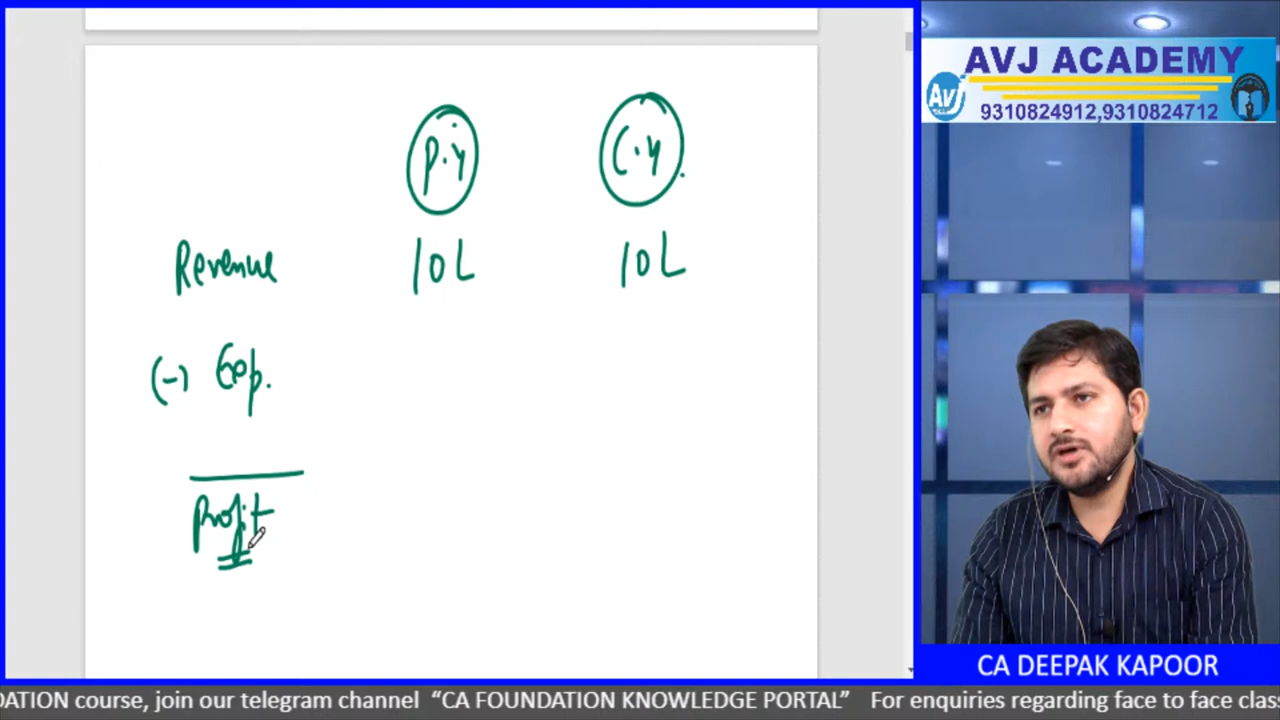 P.Y
C.Y.
Revenue 10L 10L
(-) Exp.
Profit
AVJ ACADEMY
AVJ
9310824912,9310824712
CA DEEPAK KAPOOR
DATION course, join our telegram channel “CA FOUNDATION KNOWLEDGE PORTAL” For enquiries regarding face to face clas